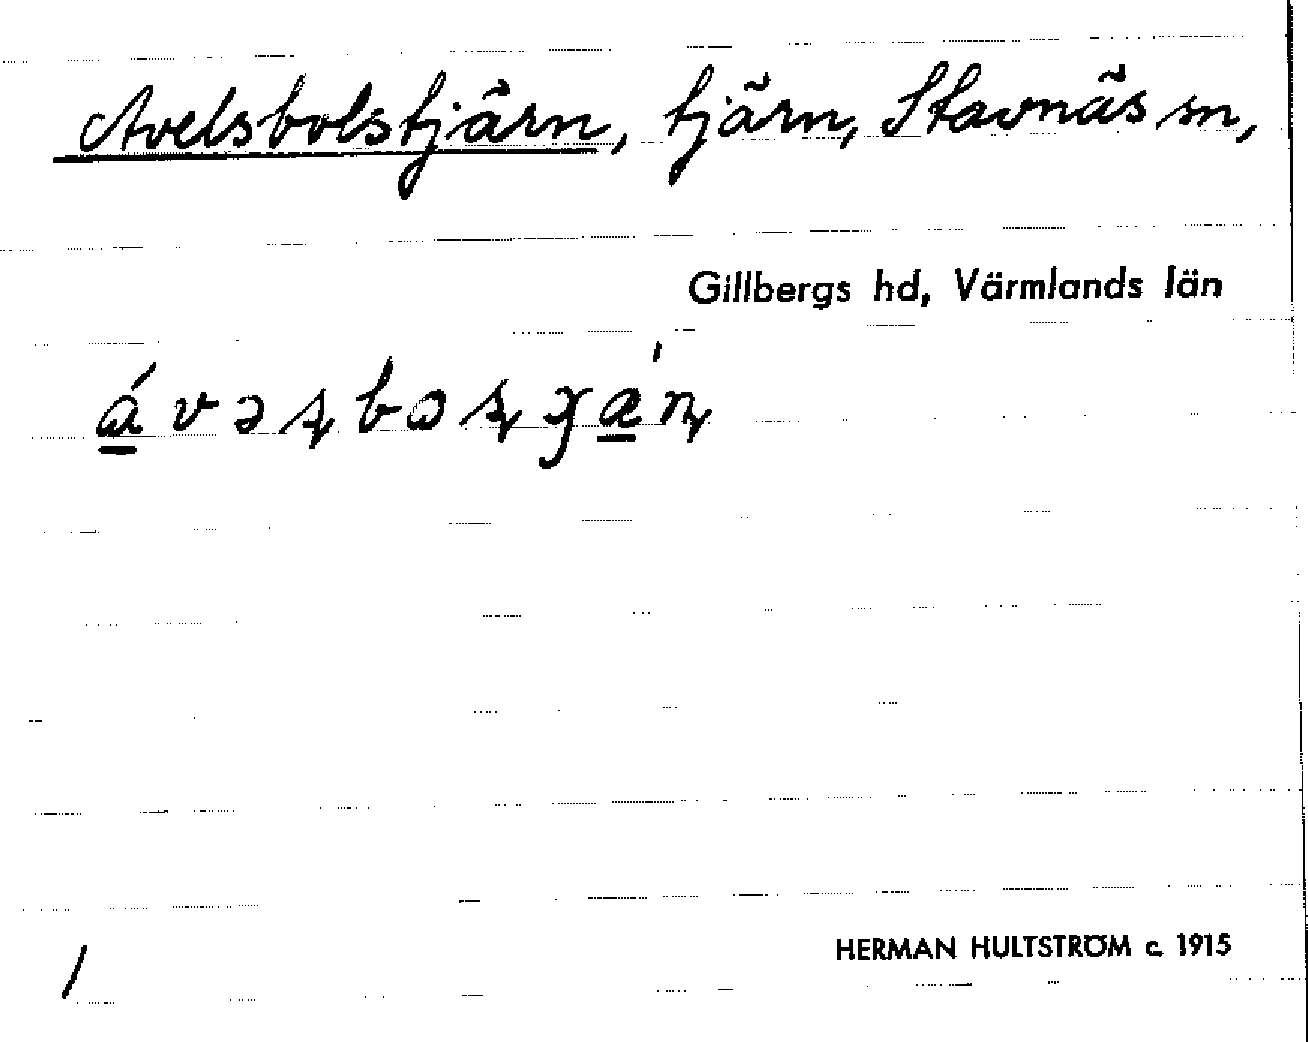 Avelsbolstjärn, tjärn, Stavnäs sn,
Gillbergs hd, Värmlands län
HERMAN HULTSTRÖM c. 1915
/